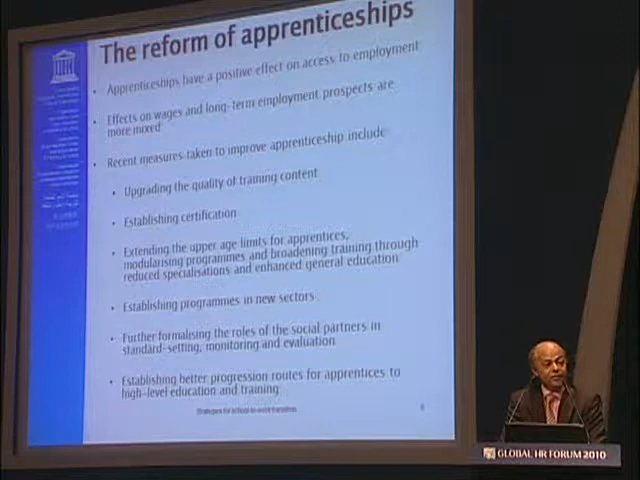 The reform of apprenticeships
• Apprenticeships have a positive effect on access to employment
• Effects on wages and long-term employment prospects are
more mixed
• Recent measures taken to improve apprenticeship include
• Upgrading the quality of training content
• Establishing certification
• Extending the upper age limits for apprentices,
modularising programmes and broadening training through
reduced specialisations and enhanced general education
• Establishing programmes in new sectors
• Further formalising the roles of the social partners in
standard-setting, monitoring and evaluation
• Establishing better progression routes for apprentices to
high-level education and training
Strategies for school-to-work transition
GLOBAL HR FORUM 2010